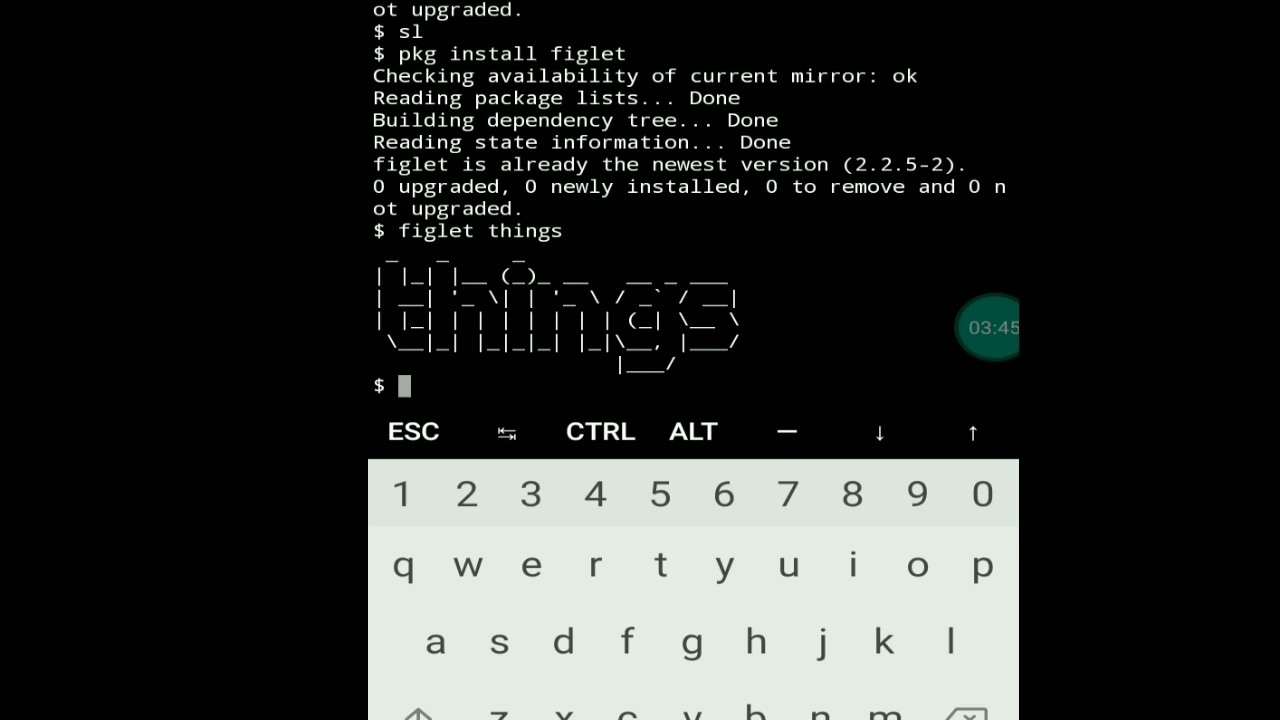 ot upgraded.
$ sl
$ pkg install figlet
Checking availability of current mirror: ok
Reading package lists... Done
Building dependency tree... Done
Reading state information... Done
figlet is already the newest version (2.2.5-2).
0 upgraded, 0 newly installed, 0 to remove and 0 n
ot upgraded.
$ figlet things
things
$
03:45
ESC ↹ CTRL ALT — ↓ ↑
1 2 3 4 5 6 7 8 9 0
q w e r t y u i o p
a s d f g h j k l
z x c v b n m